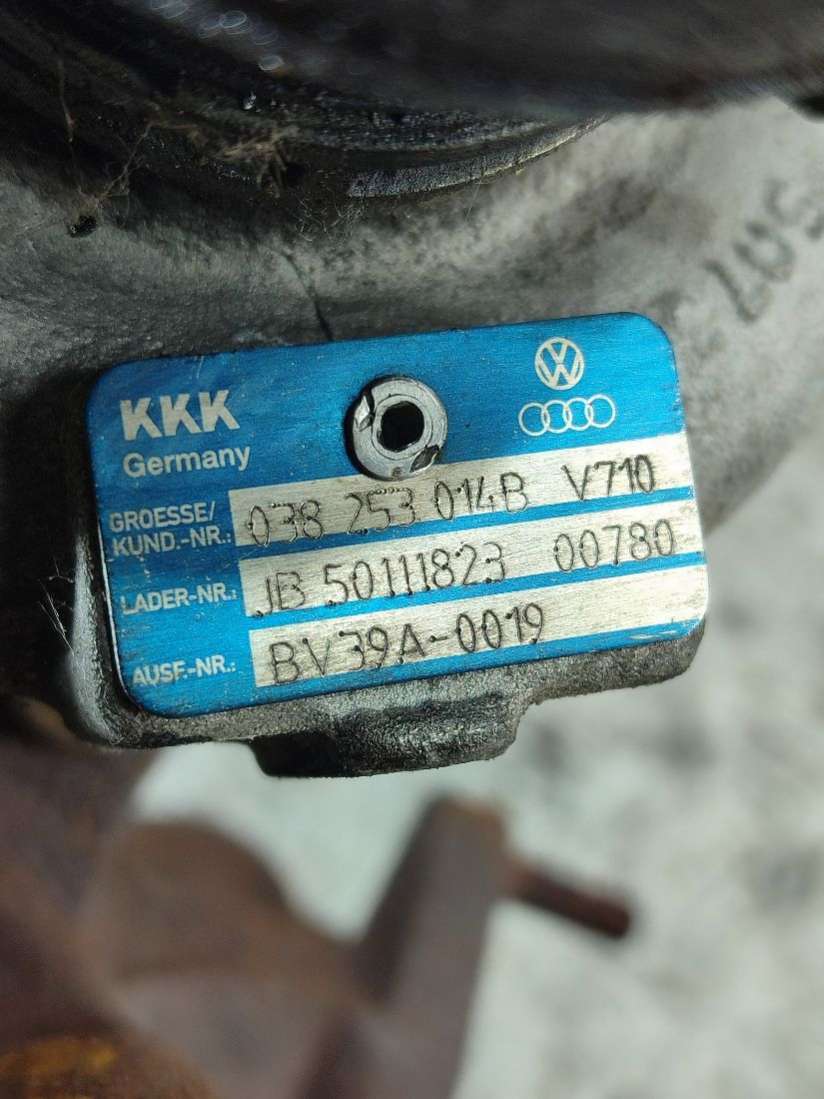 KKK
Germany
GROESSE/
KUND.-NR.: 038 253 014B V710
LADER-NR.: JB 50111823 00780
AUSF.-NR.: BV39A-0019